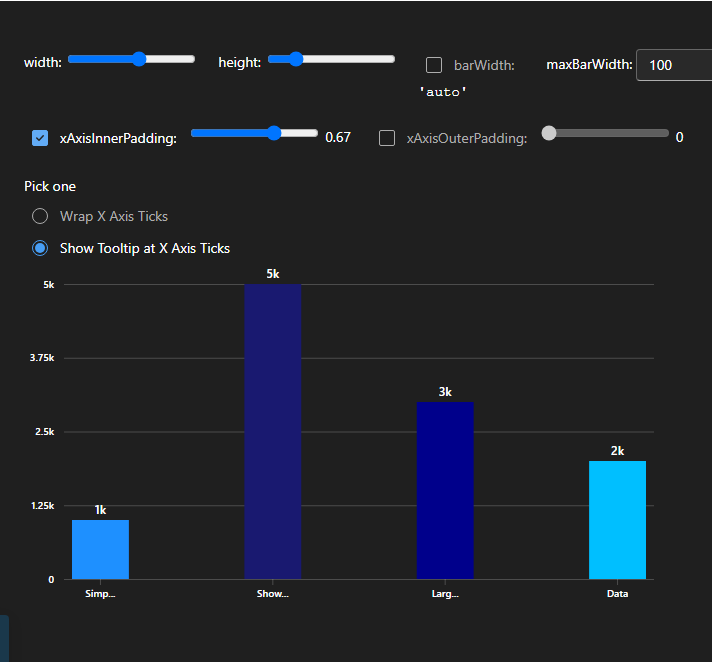 width: height: barWidth: maxBarWidth: 100
'auto'
xAxisInnerPadding: 0.67 xAxisOuterPadding: 0
Pick one
Wrap X Axis Ticks
Show Tooltip at X Axis Ticks
5k
5k
3.75k
3k
2.5k
2k
1.25k
1k
0
Simp... Show... Larg... Data